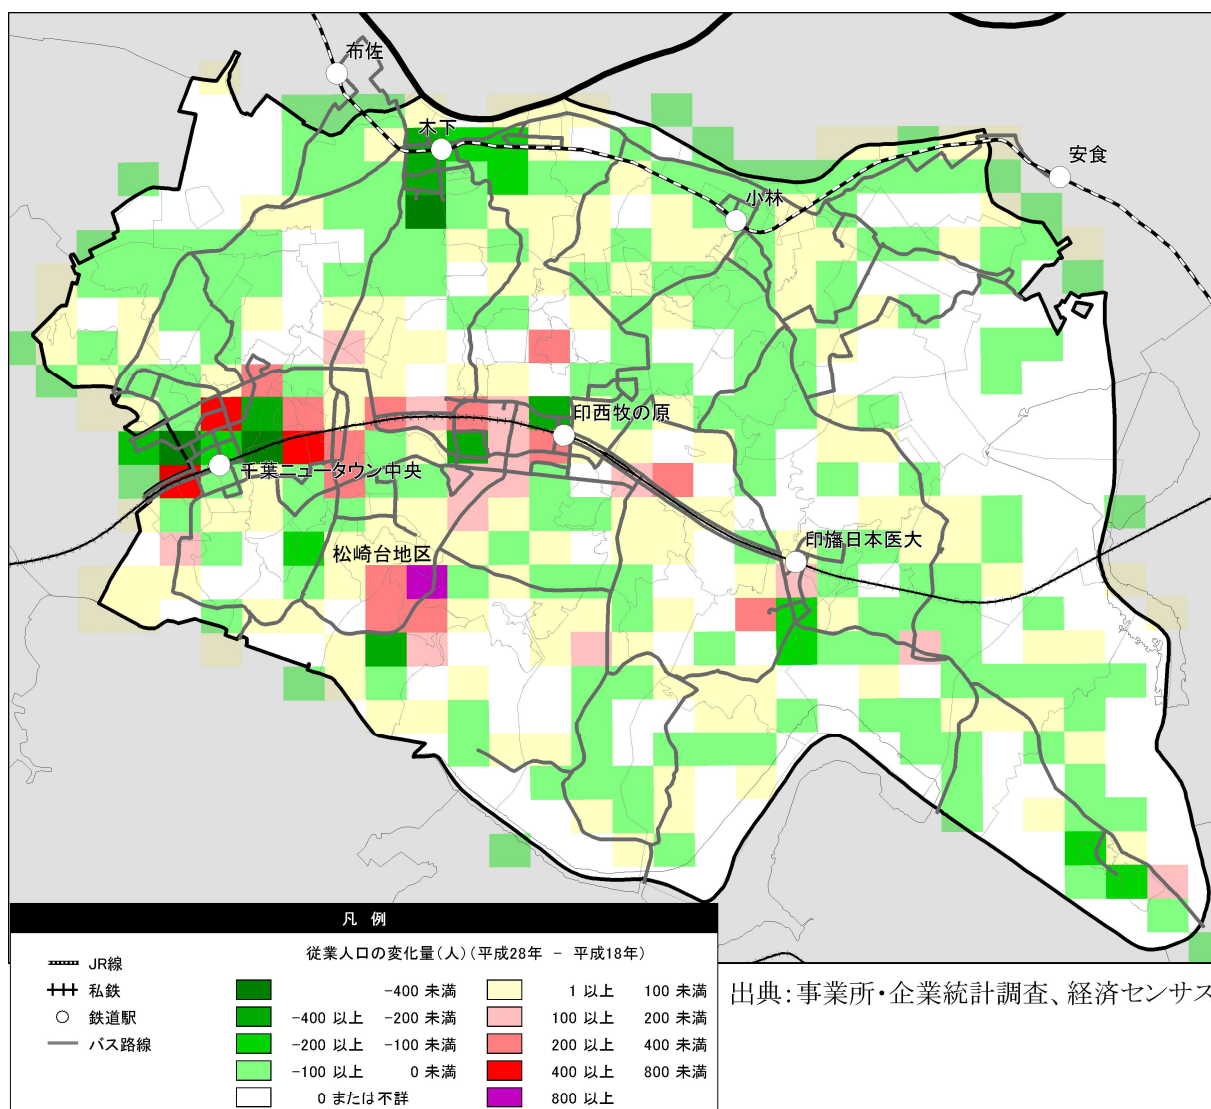 布佐
木下
安食
小林
印西牧の原
千葉ニュータウン中央
印旛日本医大
松崎台地区
凡 例
従業人口の変化量(人)(平成28年 - 平成18年)
JR線
私鉄
鉄道駅
バス路線
-400 未満
-400 以上 -200 未満
-200 以上 -100 未満
-100 以上 0 未満
0 または不詳
1 以上 100 未満
100 以上 200 未満
200 以上 400 未満
400 以上 800 未満
800 以上
出典:事業所・企業統計調査、経済センサス